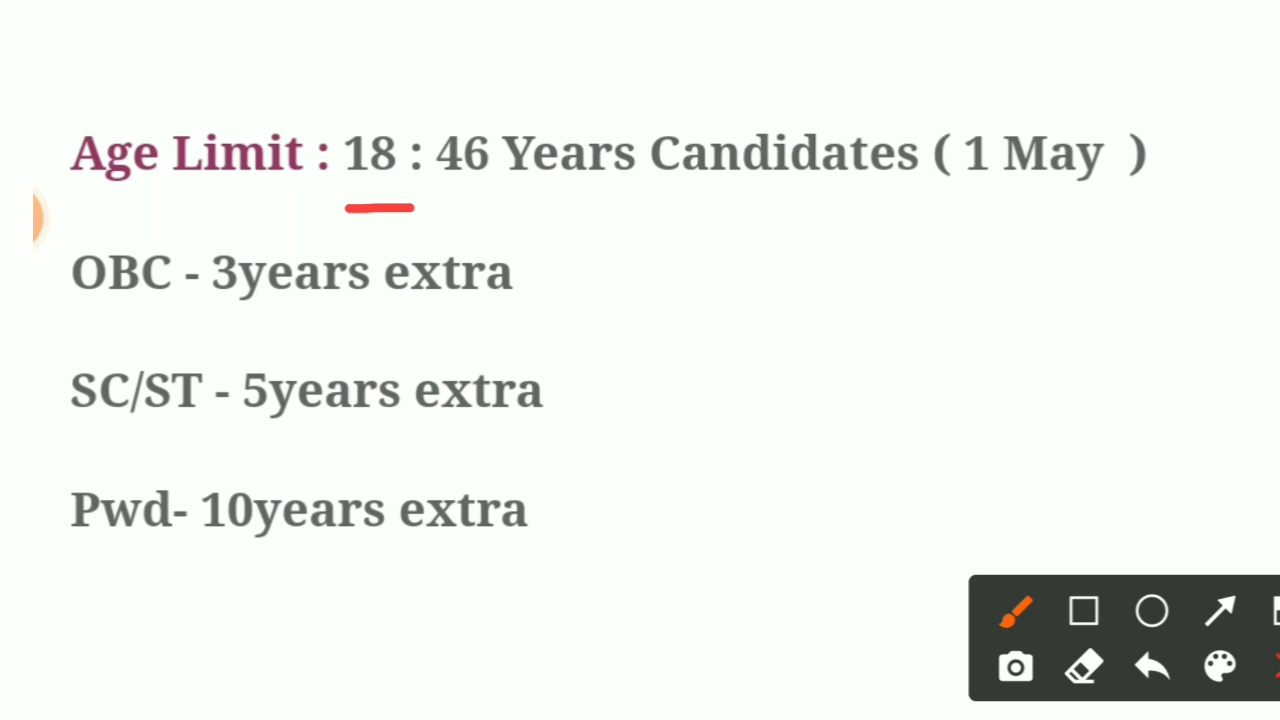 Age Limit : 18 : 46 Years Candidates ( 1 May )
OBC - 3years extra
SC/ST - 5years extra
Pwd- 10years extra